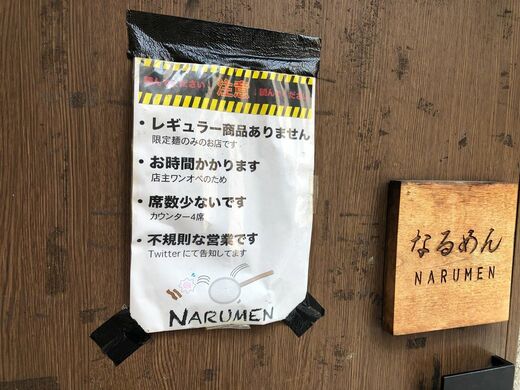 注意
・レギュラー商品ありません
限定麺のみのお店です
・お時間かかります
店主ワンオペのため
・席数少ないです
カウンター4席
・不規則な営業です
Twitterにて告知してます
NARUMEN
なるめん
NARUMEN